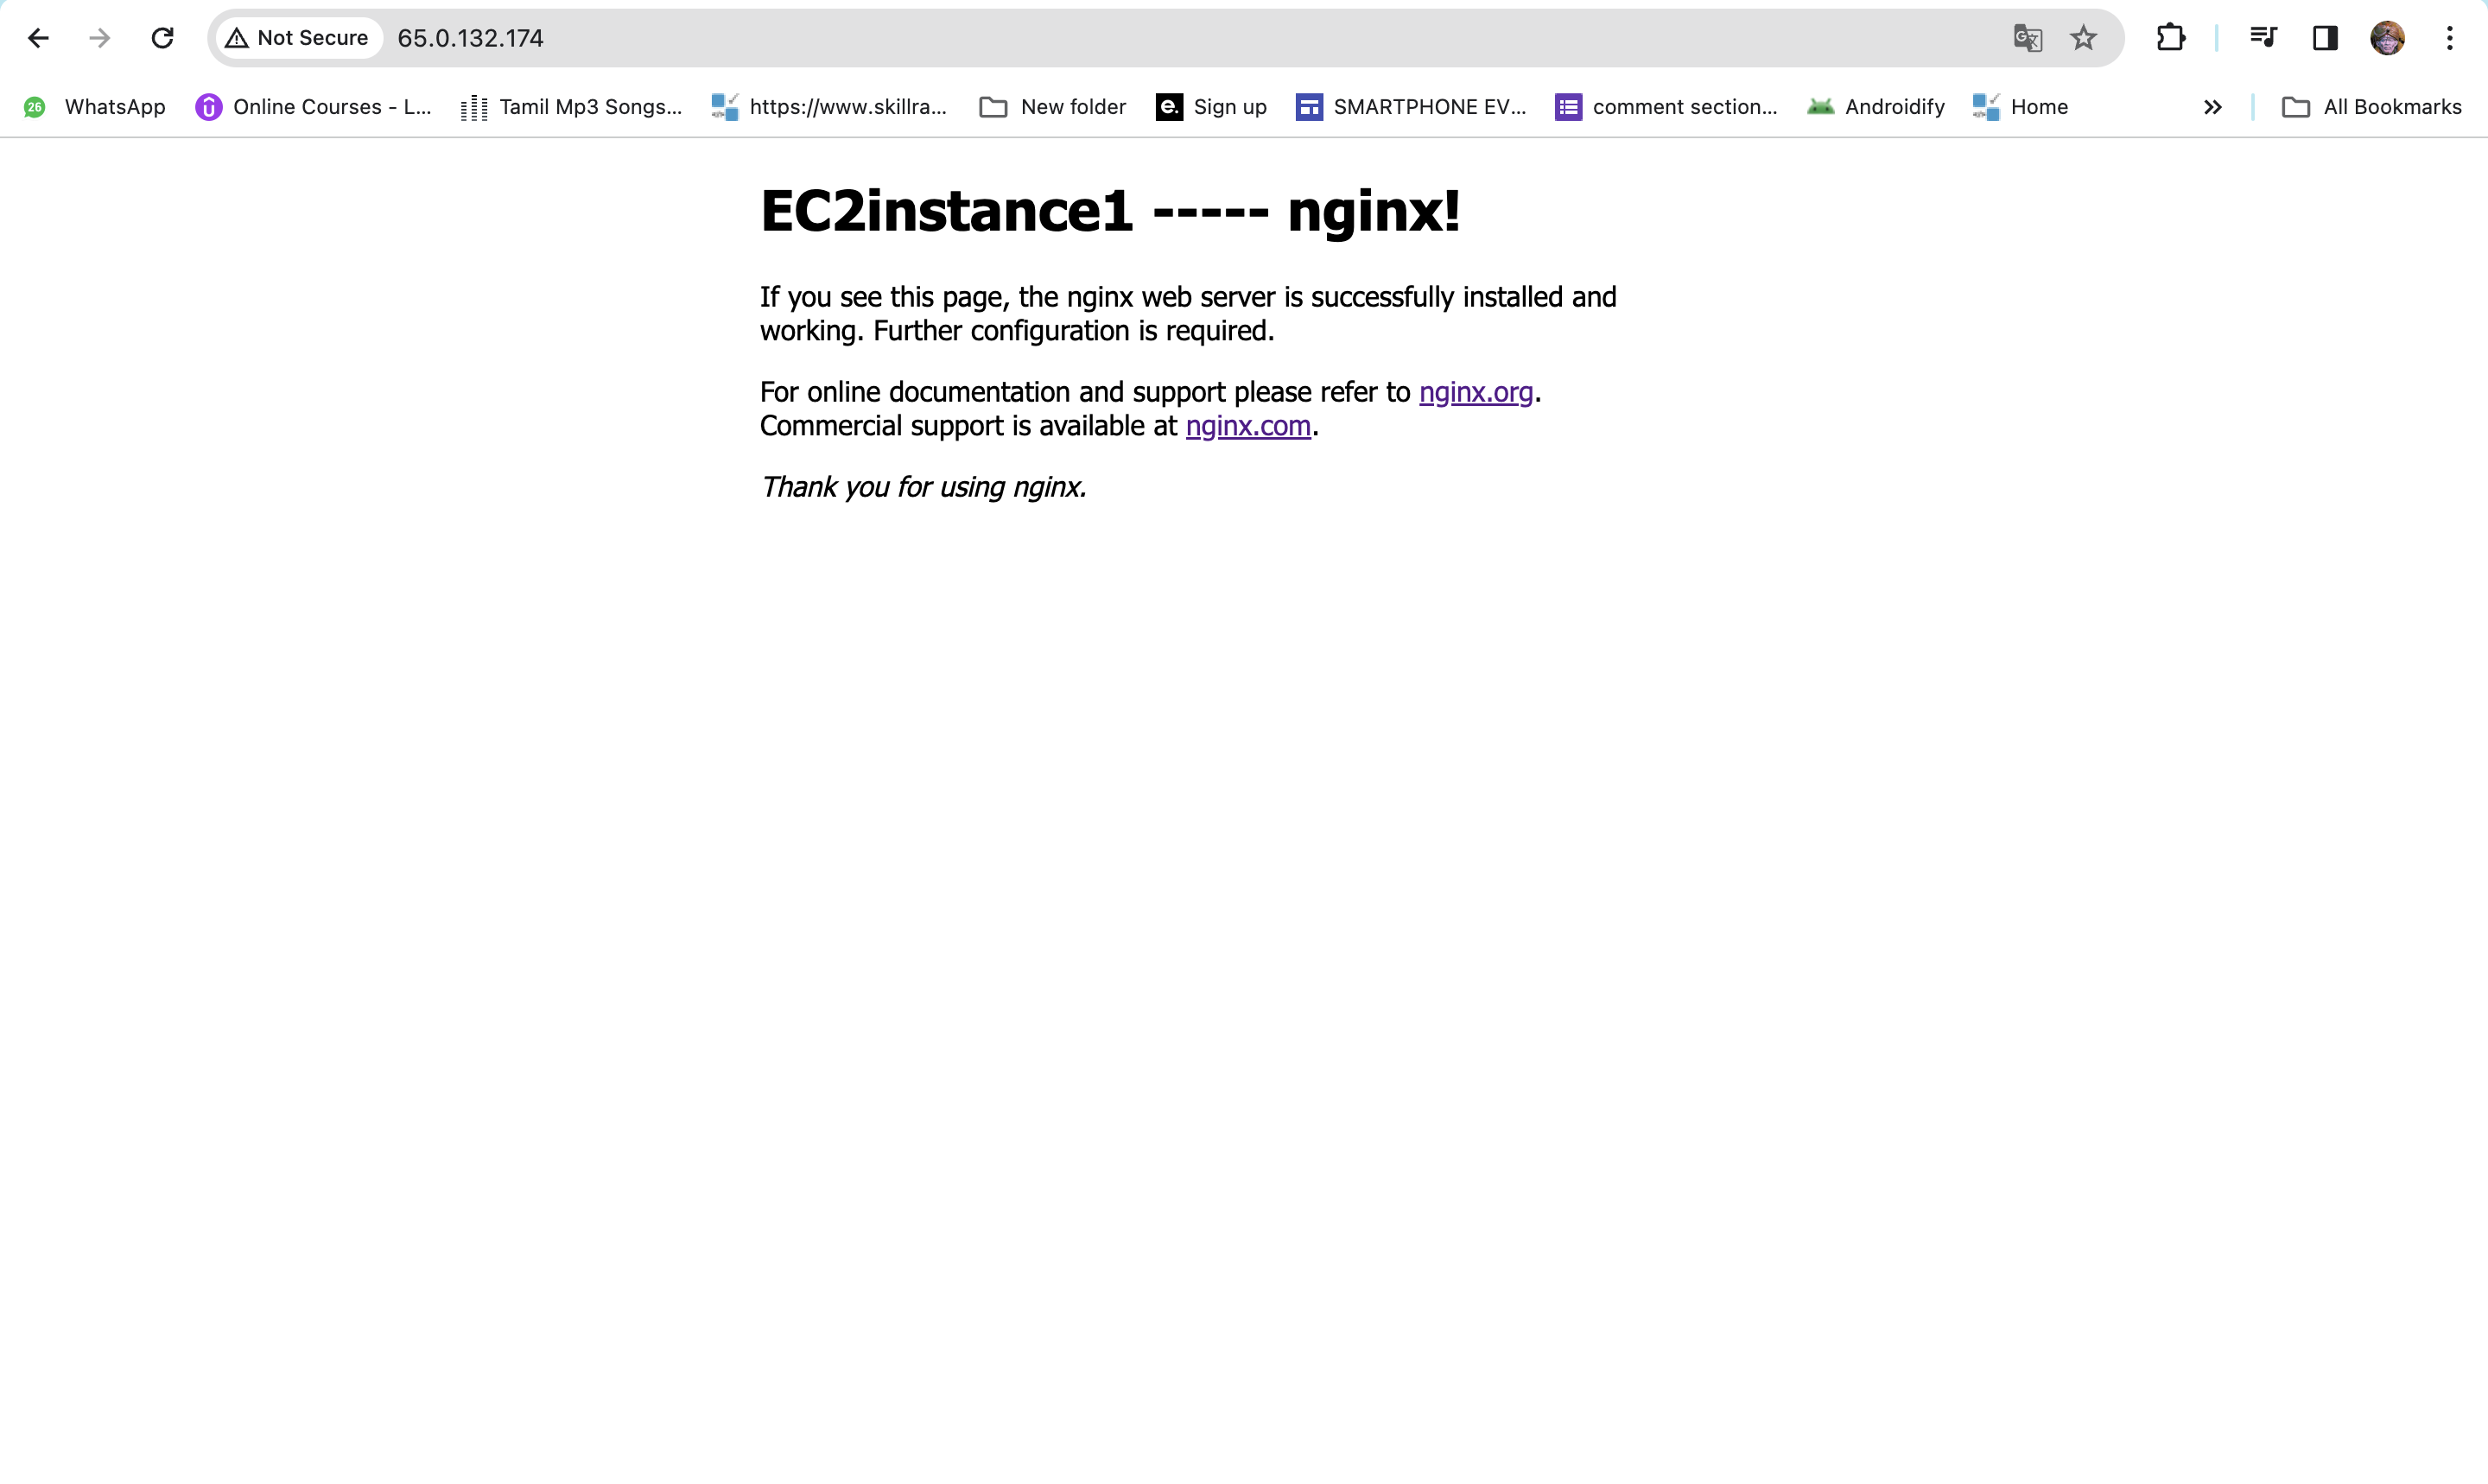 Not Secure 65.0.132.174
26 WhatsApp Online Courses - L... Tamil Mp3 Songs... https://www.skillra... New folder e. Sign up SMARTPHONE EV... comment section... Androidify Home » All Bookmarks
EC2instance1 ----- nginx!
If you see this page, the nginx web server is successfully installed and
working. Further configuration is required.
For online documentation and support please refer to nginx.org.
Commercial support is available at nginx.com.
Thank you for using nginx.